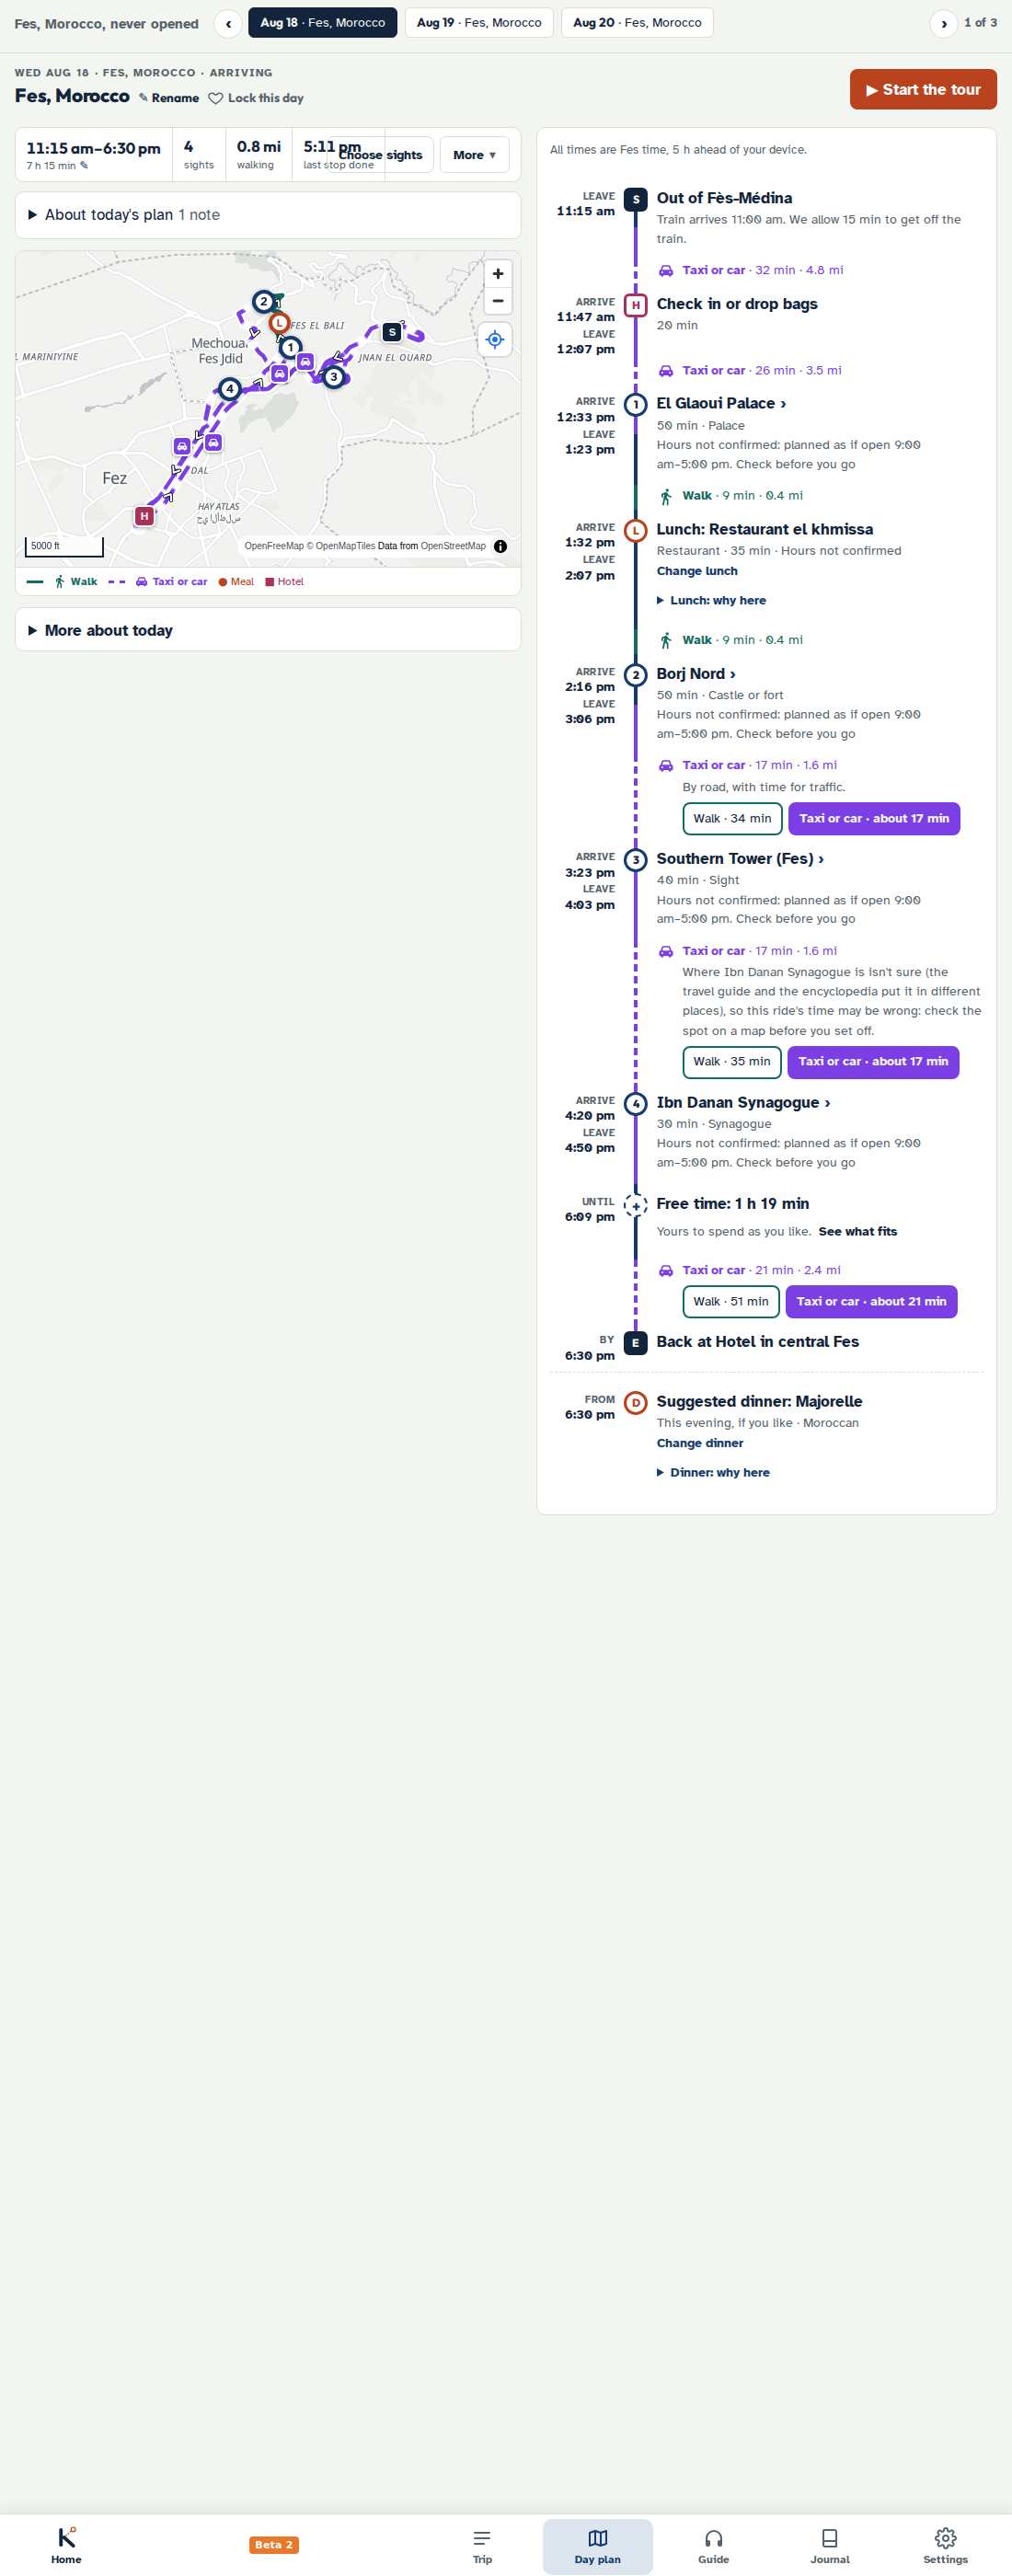 Fes, Morocco, never opened
‹
Aug 18 · Fes, Morocco
Aug 19 · Fes, Morocco
Aug 20 · Fes, Morocco
›
1 of 3
WED AUG 18 · FES, MOROCCO · ARRIVING
Fes, Morocco ✎ Rename ♡ Lock this day
▶ Start the tour
11:15 am–6:30 pm
7 h 15 min ✎
4
sights
0.8 mi
walking
5:11 pm
last stop done
Choose sights
More ▾
▶ About today's plan 1 note
2
L
FES EL BALI
S
Mechouar
Fes Jdid
1
JNAN EL OUARD
MARINIYINE
3
4
Fez
DAL
HAY ATLAS
H
+
−
5000 ft
OpenFreeMap © OpenMapTiles Data from OpenStreetMap
Walk
Taxi or car
Meal
Hotel
▶ More about today
All times are Fes time, 5 h ahead of your device.
LEAVE
11:15 am
S
Out of Fès-Médina
Train arrives 11:00 am. We allow 15 min to get off the
train.
Taxi or car · 32 min · 4.8 mi
ARRIVE
11:47 am
LEAVE
12:07 pm
H
Check in or drop bags
20 min
Taxi or car · 26 min · 3.5 mi
ARRIVE
12:33 pm
LEAVE
1:23 pm
1
El Glaoui Palace ›
50 min · Palace
Hours not confirmed: planned as if open 9:00
am–5:00 pm. Check before you go
Walk · 9 min · 0.4 mi
ARRIVE
1:32 pm
LEAVE
2:07 pm
L
Lunch: Restaurant el khmissa
Restaurant · 35 min · Hours not confirmed
Change lunch
▶ Lunch: why here
Walk · 9 min · 0.4 mi
ARRIVE
2:16 pm
LEAVE
3:06 pm
2
Borj Nord ›
50 min · Castle or fort
Hours not confirmed: planned as if open 9:00
am–5:00 pm. Check before you go
Taxi or car · 17 min · 1.6 mi
By road, with time for traffic.
Walk · 34 min
Taxi or car · about 17 min
ARRIVE
3:23 pm
LEAVE
4:03 pm
3
Southern Tower (Fes) ›
40 min · Sight
Hours not confirmed: planned as if open 9:00
am–5:00 pm. Check before you go
Taxi or car · 17 min · 1.6 mi
Where Ibn Danan Synagogue is isn't sure (the
travel guide and the encyclopedia put it in different
places), so this ride's time may be wrong: check the
spot on a map before you set off.
Walk · 35 min
Taxi or car · about 17 min
ARRIVE
4:20 pm
LEAVE
4:50 pm
4
Ibn Danan Synagogue ›
30 min · Synagogue
Hours not confirmed: planned as if open 9:00
am–5:00 pm. Check before you go
UNTIL
6:09 pm
+
Free time: 1 h 19 min
Yours to spend as you like. See what fits
Taxi or car · 21 min · 2.4 mi
Walk · 51 min
Taxi or car · about 21 min
BY
6:30 pm
E
Back at Hotel in central Fes
FROM
6:30 pm
D
Suggested dinner: Majorelle
This evening, if you like · Moroccan
Change dinner
▶ Dinner: why here
Home
Beta 2
Trip
Day plan
Guide
Journal
Settings